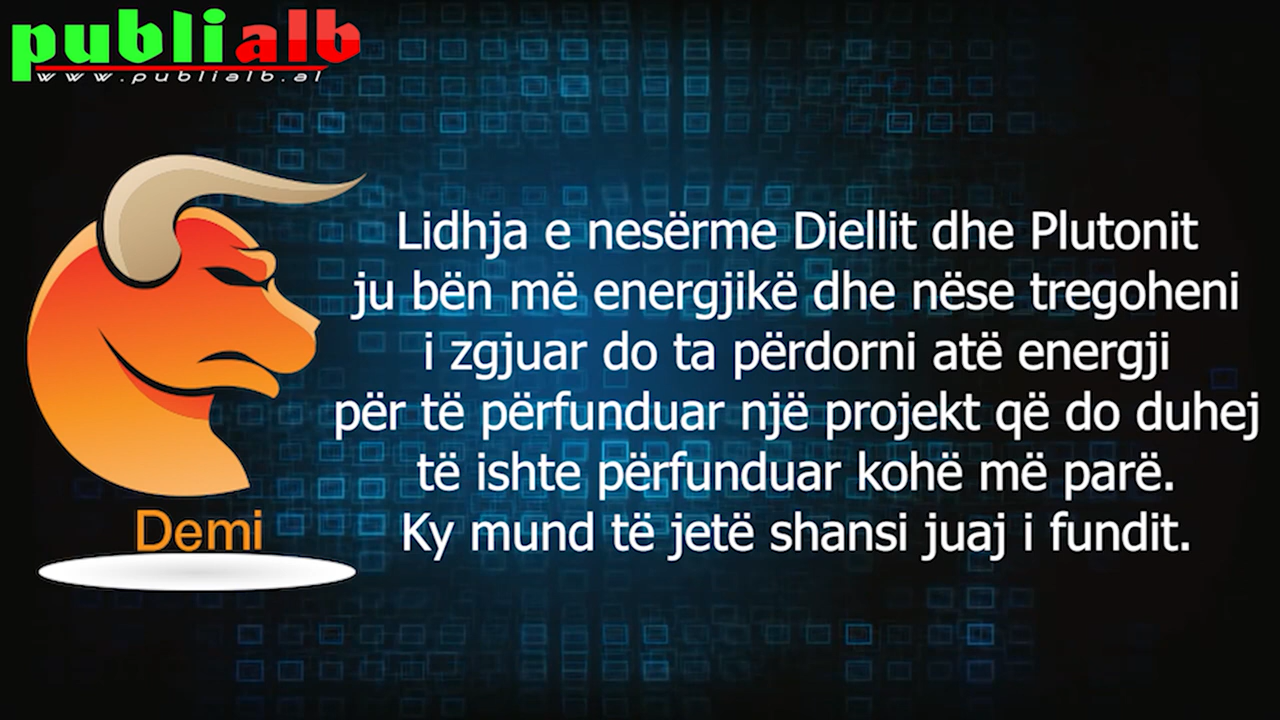 publialb
www.publialb.al
Lidhja e nesërme Diellit dhe Plutonit
ju bën më energjikë dhe nëse tregoheni
i zgjuar do ta përdorni atë energji
për të përfunduar një projekt që do duhej
të ishte përfunduar kohë më parë.
Ky mund të jetë shansi juaj i fundit.
Demi